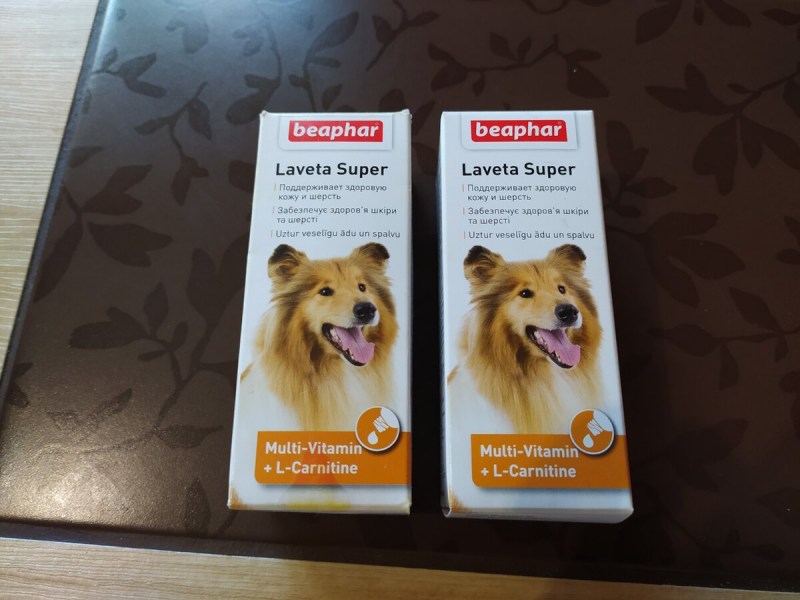 beaphar
Laveta Super
Поддерживает здоровую
кожу и шерсть
Забезпечує здоров'я шкіри
та шерсті
Uztur veselīgu ādu un spalvu
Multi-Vitamin
+ L-Carnitine
beaphar
Laveta Super
Поддерживает здоровую
кожу и шерсть
Забезпечує здоров'я шкіри
та шерсті
Uztur veselīgu ādu un spalvu
Multi-Vitamin
+ L-Carnitine